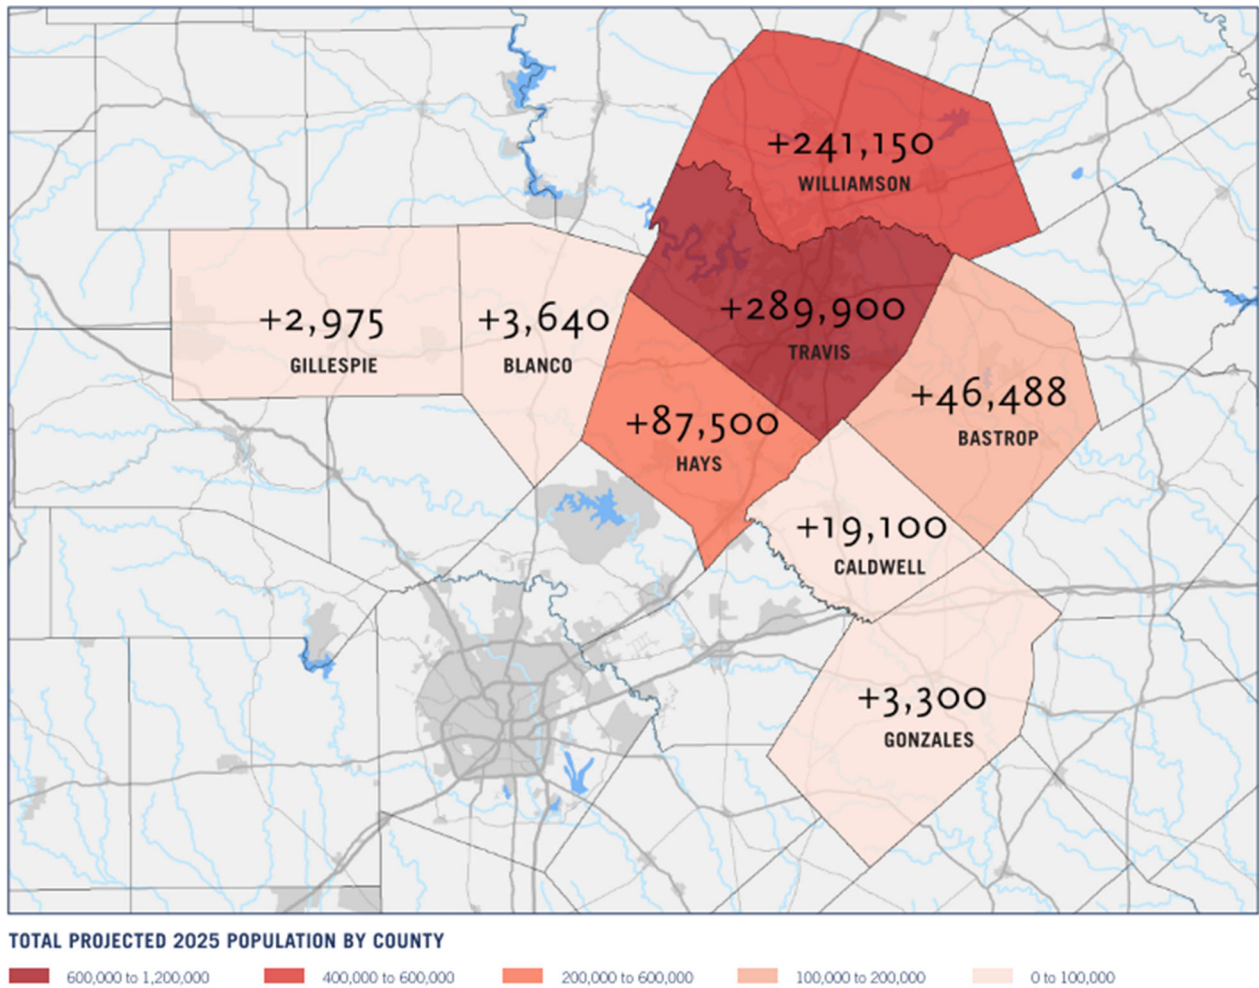 +241,150
WILLIAMSON
+289,900
TRAVIS
+2,975
GILLESPIE
+3,640
BLANCO
+87,500
HAYS
+46,488
BASTROP
+19,100
CALDWELL
+3,300
GONZALES
TOTAL PROJECTED 2025 POPULATION BY COUNTY
600,000 to 1,200,000
400,000 to 600,000
200,000 to 600,000
100,000 to 200,000
0 to 100,000